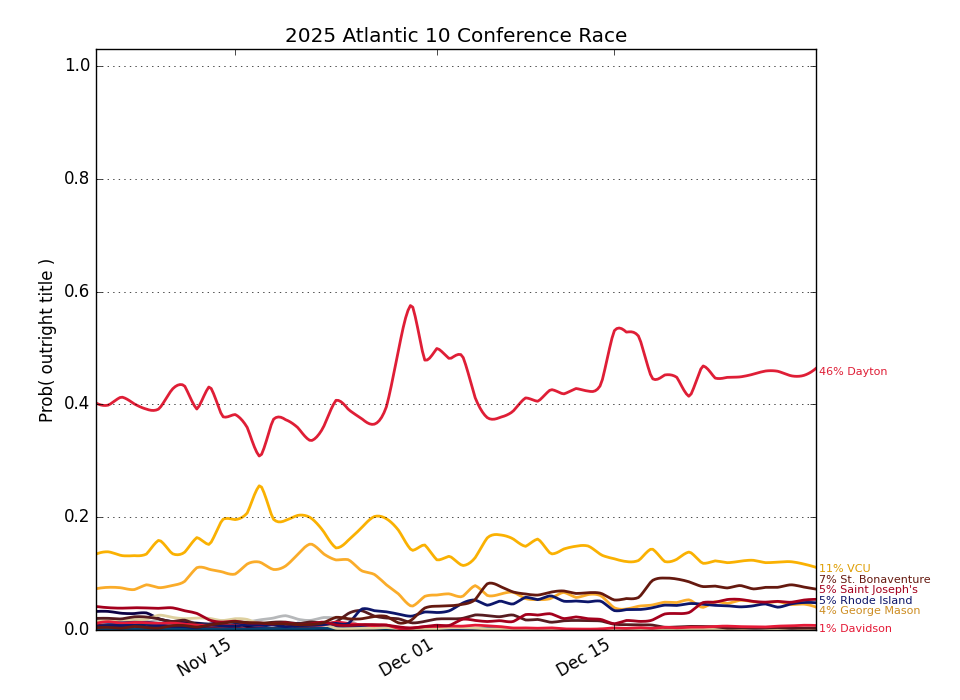 2025 Atlantic 10 Conference Race
Prob( outright title )
1.0
0.8
0.6
0.4
0.2
0.0
Nov 15
Dec 01
Dec 15
46% Dayton
11% VCU
7% St. Bonaventure
5% Saint Joseph's
5% Rhode Island
4% George Mason
1% Davidson